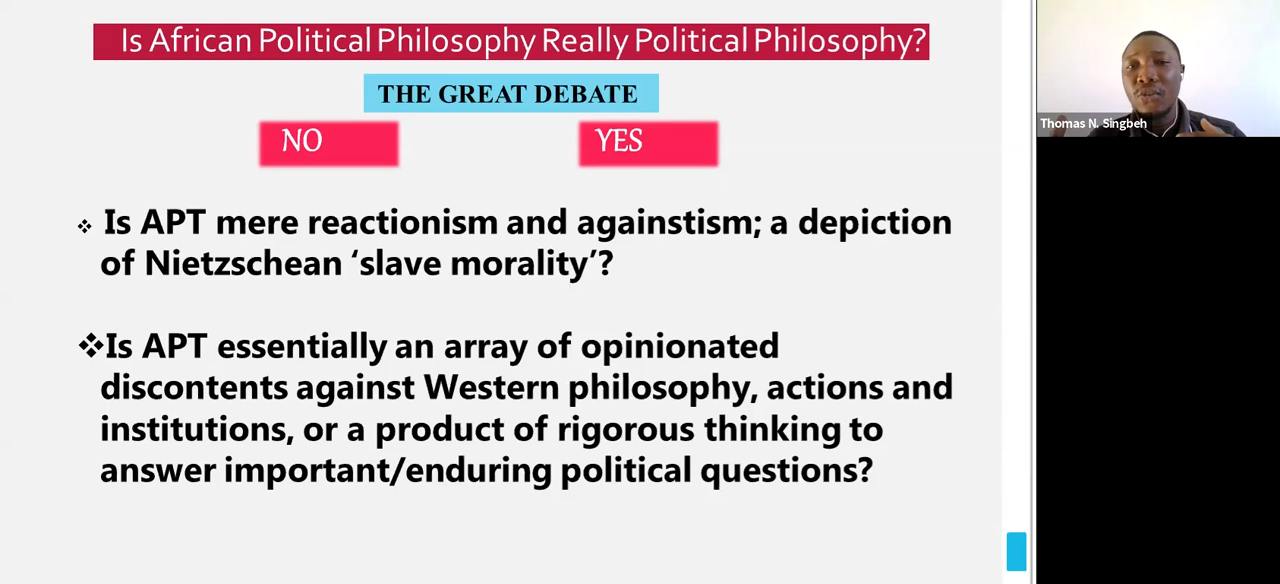 Is African Political Philosophy Really Political Philosophy?
THE GREAT DEBATE
NO
YES
❖ Is APT mere reactionism and againstism; a depiction
of Nietzschean ‘slave morality’?
❖Is APT essentially an array of opinionated
discontents against Western philosophy, actions and
institutions, or a product of rigorous thinking to
answer important/enduring political questions?
Thomas N. Singbeh